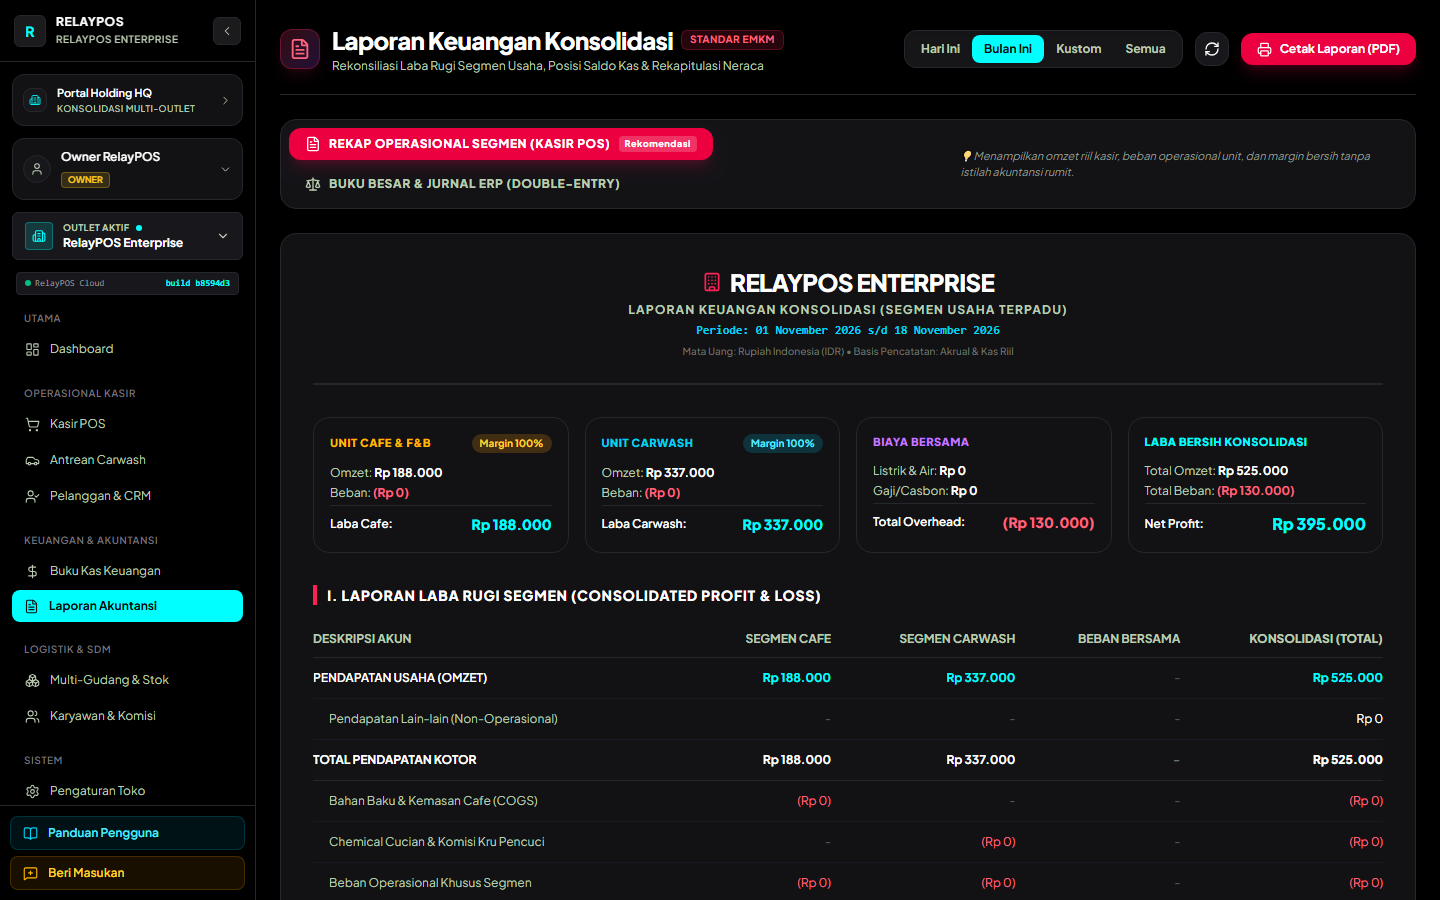 R
RELAYPOS
RELAYPOS ENTERPRISE
Portal Holding HQ
KONSOLIDASI MULTI-OUTLET
Owner RelayPOS
OWNER
OUTLET AKTIF
RelayPOS Enterprise
RelayPOS Cloud build b8594d3
UTAMA
Dashboard
OPERASIONAL KASIR
Kasir POS
Antrean Carwash
Pelanggan & CRM
KEUANGAN & AKUNTANSI
Buku Kas Keuangan
Laporan Akuntansi
LOGISTIK & SDM
Multi-Gudang & Stok
Karyawan & Komisi
SISTEM
Pengaturan Toko
Panduan Pengguna
Beri Masukan
Laporan Keuangan Konsolidasi STANDAR EMKM
Rekonsiliasi Laba Rugi Segmen Usaha, Posisi Saldo Kas & Rekapitulasi Neraca
Hari Ini Bulan Ini Kustom Semua
Cetak Laporan (PDF)
REKAP OPERASIONAL SEGMEN (KASIR POS) Rekomendasi
BUKU BESAR & JURNAL ERP (DOUBLE-ENTRY)
💡 Menampilkan omzet riil kasir, beban operasional unit, dan margin bersih tanpa
istilah akuntansi rumit.
RELAYPOS ENTERPRISE
LAPORAN KEUANGAN KONSOLIDASI (SEGMEN USAHA TERPADU)
Periode: 01 November 2026 s/d 18 November 2026
Mata Uang: Rupiah Indonesia (IDR) • Basis Pencatatan: Akrual & Kas Riil
UNIT CAFE & F&B Margin 100%
Omzet: Rp 188.000
Beban: (Rp 0)
Laba Cafe: Rp 188.000
UNIT CARWASH Margin 100%
Omzet: Rp 337.000
Beban: (Rp 0)
Laba Carwash: Rp 337.000
BIAYA BERSAMA
Listrik & Air: Rp 0
Gaji/Casbon: Rp 0
Total Overhead: (Rp 130.000)
LABA BERSIH KONSOLIDASI
Total Omzet: Rp 525.000
Total Beban: (Rp 130.000)
Net Profit: Rp 395.000
I. LAPORAN LABA RUGI SEGMEN (CONSOLIDATED PROFIT & LOSS)
DESKRIPSI AKUN SEGMEN CAFE SEGMEN CARWASH BEBAN BERSAMA KONSOLIDASI (TOTAL)
PENDAPATAN USAHA (OMZET) Rp 188.000 Rp 337.000 - Rp 525.000
Pendapatan Lain-lain (Non-Operasional) - - - Rp 0
TOTAL PENDAPATAN KOTOR Rp 188.000 Rp 337.000 - Rp 525.000
Bahan Baku & Kemasan Cafe (COGS) (Rp 0) - - (Rp 0)
Chemical Cucian & Komisi Kru Pencuci - (Rp 0) - (Rp 0)
Beban Operasional Khusus Segmen (Rp 0) (Rp 0) - (Rp 0)